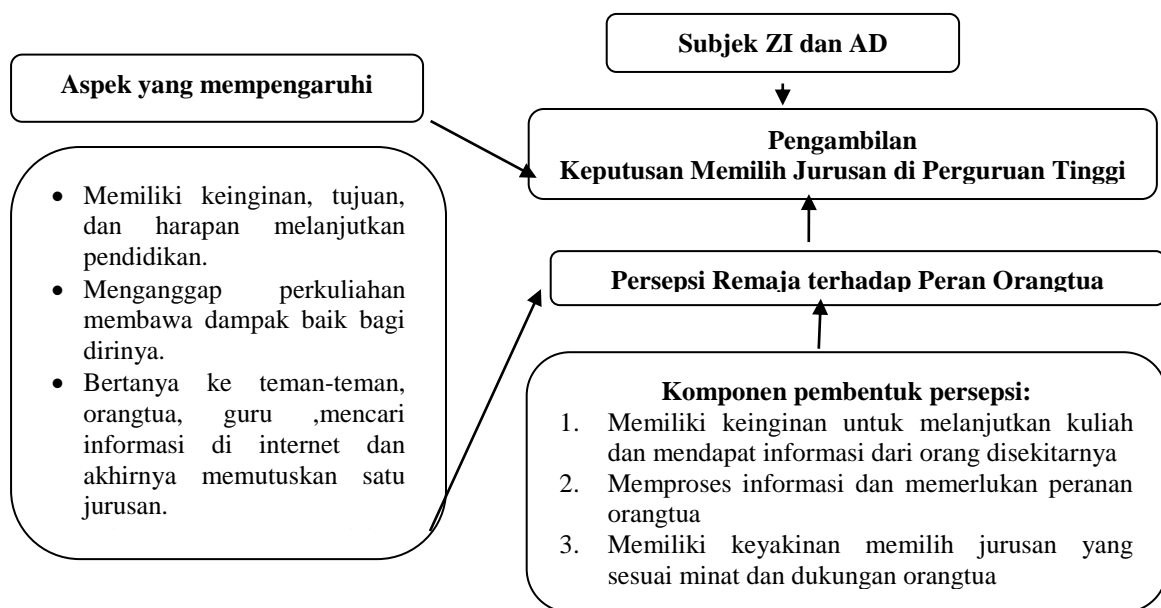 Subjek ZI dan AD
Aspek yang mempengaruhi
Pengambilan
Keputusan Memilih Jurusan di Perguruan Tinggi
• Memiliki keinginan, tujuan,
dan harapan melanjutkan
pendidikan.
• Menganggap perkuliahan
membawa dampak baik bagi
dirinya.
• Bertanya ke teman-teman,
orangtua, guru ,mencari
informasi di internet dan
akhirnya memutuskan satu
jurusan.
Persepsi Remaja terhadap Peran Orangtua
Komponen pembentuk persepsi:
1. Memiliki keinginan untuk melanjutkan kuliah
dan mendapat informasi dari orang disekitarnya
2. Memproses informasi dan memerlukan peranan
orangtua
3. Memiliki keyakinan memilih jurusan yang
sesuai minat dan dukungan orangtua